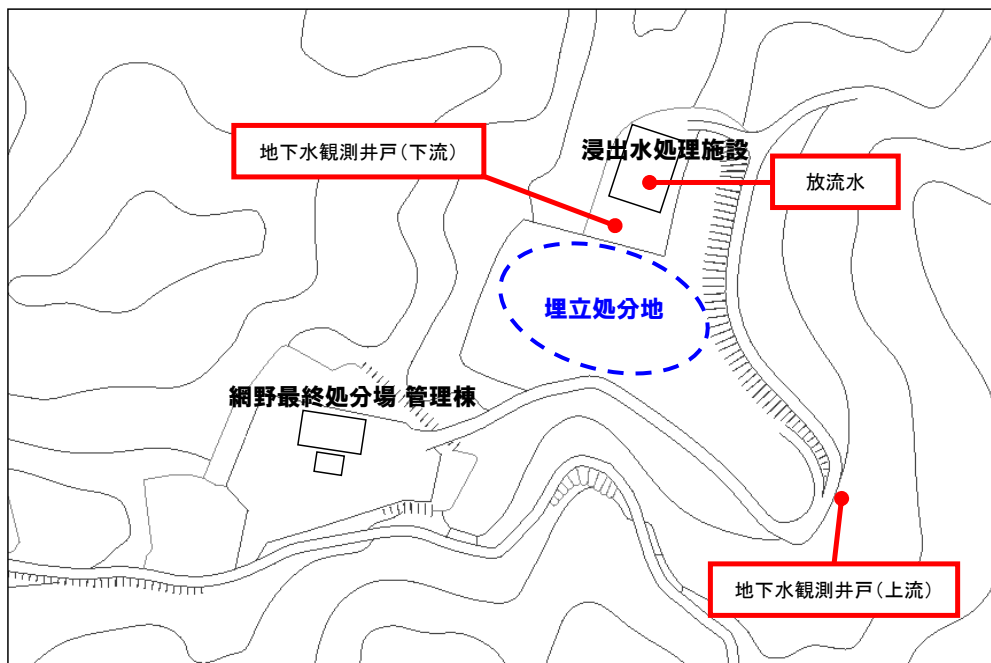 地下水観測井戸（下流）
浸出水処理施設
放流水
埋立処分地
網野最終処分場 管理棟
地下水観測井戸（上流）